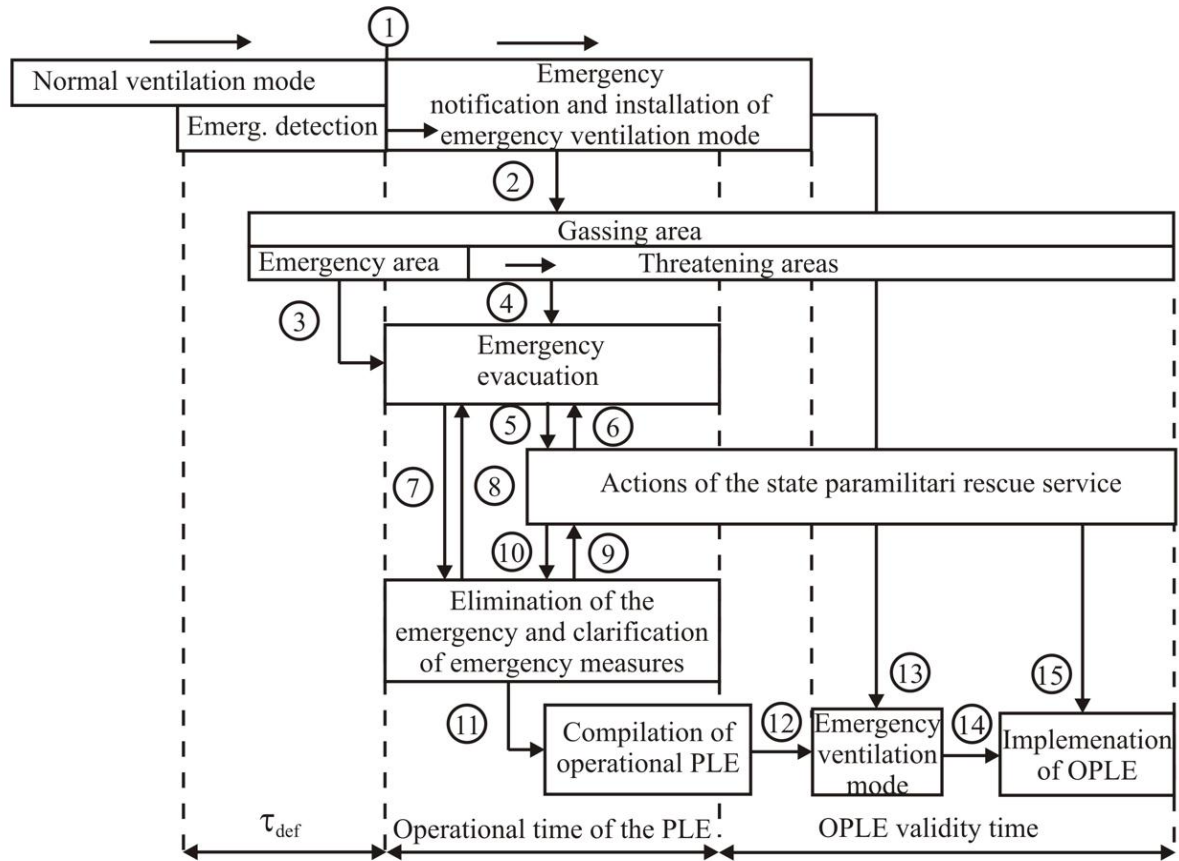 1
Normal ventilation mode
Emergency
notification and installation of
emergency ventilation mode
Emerg. detection
2
Gassing area
Emergency area
Threatening areas
3
4
Emergency
evacuation
5
6
7
8
Actions of the state paramilitari rescue service
10
9
Elimination of the
emergency and clarification
of emergency measures
11
12
13
14
15
Compilation of
operational PLE
Emergency
ventilation
mode
Implemenation
of OPLE
τdef
Operational time of the PLE
OPLE validity time